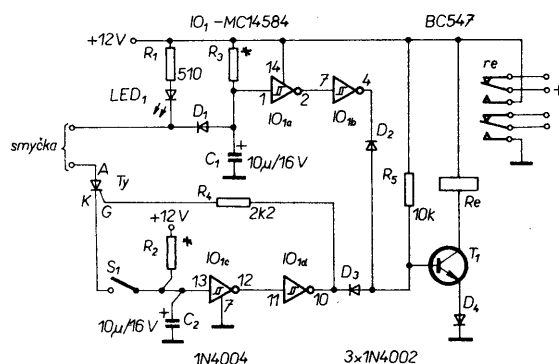 IO1 - MC14584 BC547
+12V R1 R3 * 14 7 4 re
510 1 2 +
LED1 IO1a IO1b
D1 D2
smyčka C1 + 10µ/16V
A
K Ty R4 R5 Re
G 2k2 10k
+12V T1
R2 * IO1c IO1d
S1 13 12 D3
7 11 10 D4
+ 10µ/16V C2
1N4004 3x1N4002